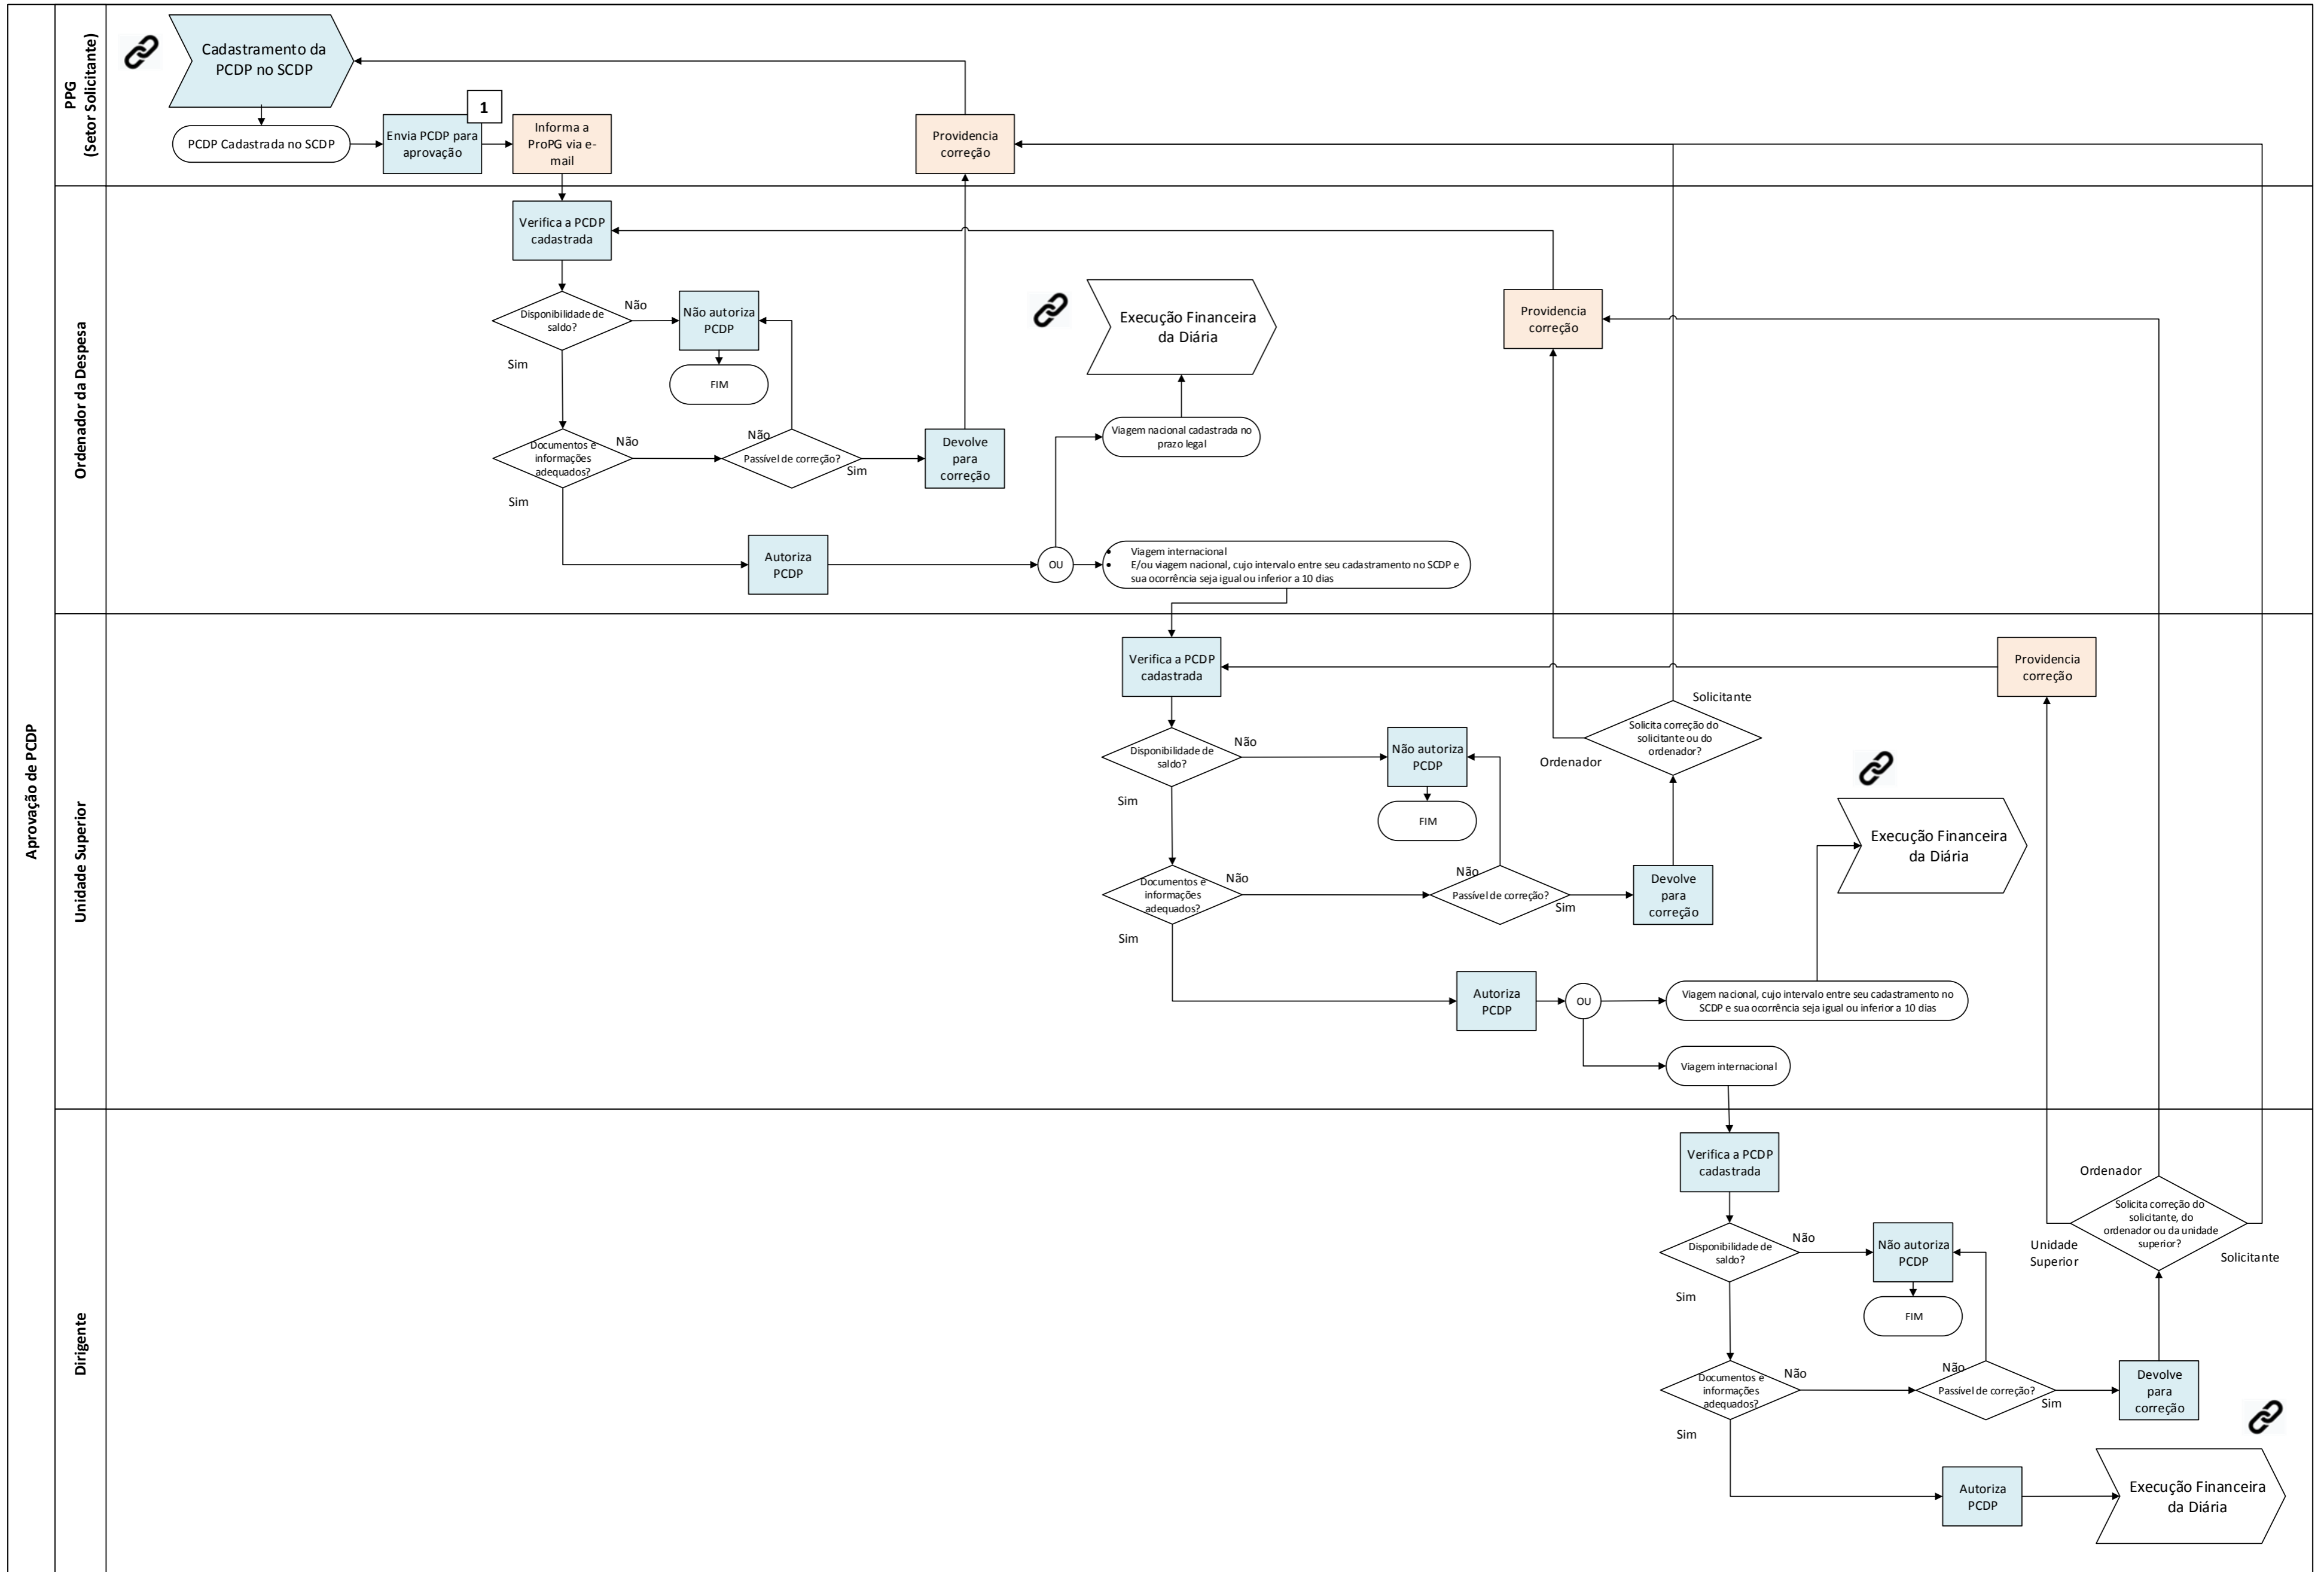 Aprovação de PCDP
PPG
(Setor Solicitante)
Cadastramento da
PCDP no SCDP
PCDP Cadastrada no SCDP
Envia PCDP para
aprovação
1
Informa a
ProPG via e-
mail
Providencia
correção
Ordenador da Despesa
Verifica a PCDP
cadastrada
Disponibilidade de
saldo?
Não
Sim
Não autoriza
PCDP
FIM
Documentos e
informações
adequados?
Não
Sim
Passível de correção?
Não
Sim
Devolve
para
correção
Autoriza
PCDP
OU
Viagem nacional cadastrada no
prazo legal
Execução Financeira
da Diária
• Viagem internacional
• E/ou viagem nacional, cujo intervalo entre seu cadastramento no SCDP e
sua ocorrência seja igual ou inferior a 10 dias
Providencia
correção
Unidade Superior
Verifica a PCDP
cadastrada
Disponibilidade de
saldo?
Não
Sim
Não autoriza
PCDP
FIM
Documentos e
informações
adequados?
Não
Sim
Passível de correção?
Não
Sim
Devolve
para
correção
Solicita correção do
solicitante ou do
ordenador?
Solicitante
Ordenador
Providencia
correção
Autoriza
PCDP
OU
Viagem nacional, cujo intervalo entre seu cadastramento no
SCDP e sua ocorrência seja igual ou inferior a 10 dias
Execução Financeira
da Diária
Viagem internacional
Dirigente
Verifica a PCDP
cadastrada
Disponibilidade de
saldo?
Não
Sim
Não autoriza
PCDP
FIM
Documentos e
informações
adequados?
Não
Sim
Passível de correção?
Não
Sim
Devolve
para
correção
Solicita correção do
solicitante, do
ordenador ou da unidade
superior?
Ordenador
Unidade
Superior
Solicitante
Autoriza
PCDP
Execução Financeira
da Diária